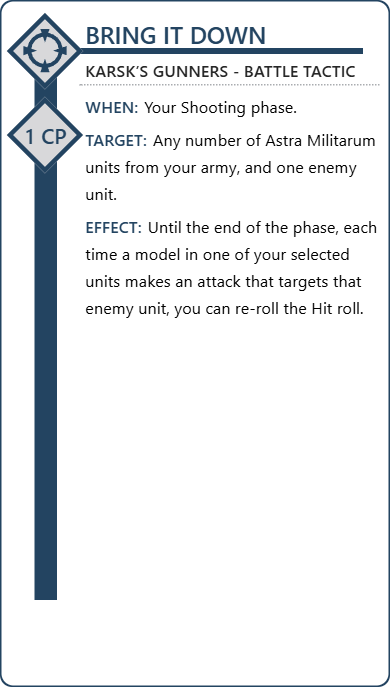 BRING IT DOWN
KARSK'S GUNNERS - BATTLE TACTIC
WHEN: Your Shooting phase.
1 CP
TARGET: Any number of Astra Militarum
units from your army, and one enemy
unit.
EFFECT: Until the end of the phase, each
time a model in one of your selected
units makes an attack that targets that
enemy unit, you can re-roll the Hit roll.